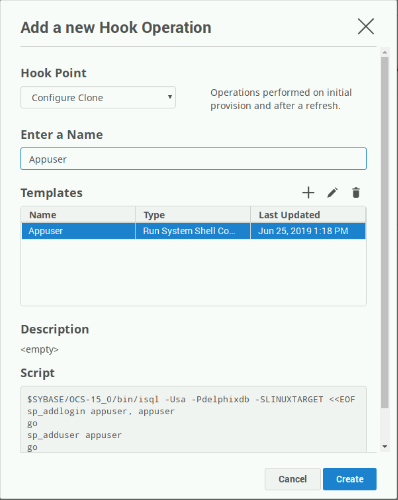 Add a new Hook Operation
Hook Point
Configure Clone
Operations performed on initial
provision and after a refresh.
Enter a Name
Appuser
Templates
Name Type Last Updated
Appuser Run System Shell Co... Jun 25, 2019 1:18 PM
Description
<empty>
Script
$SYBASE/OCS-15_0/bin/isql -Usa -Pdelphixdb -SLINUXTARGET <<EOF
sp_addlogin appuser, appuser
go
sp_adduser appuser
go
Cancel Create